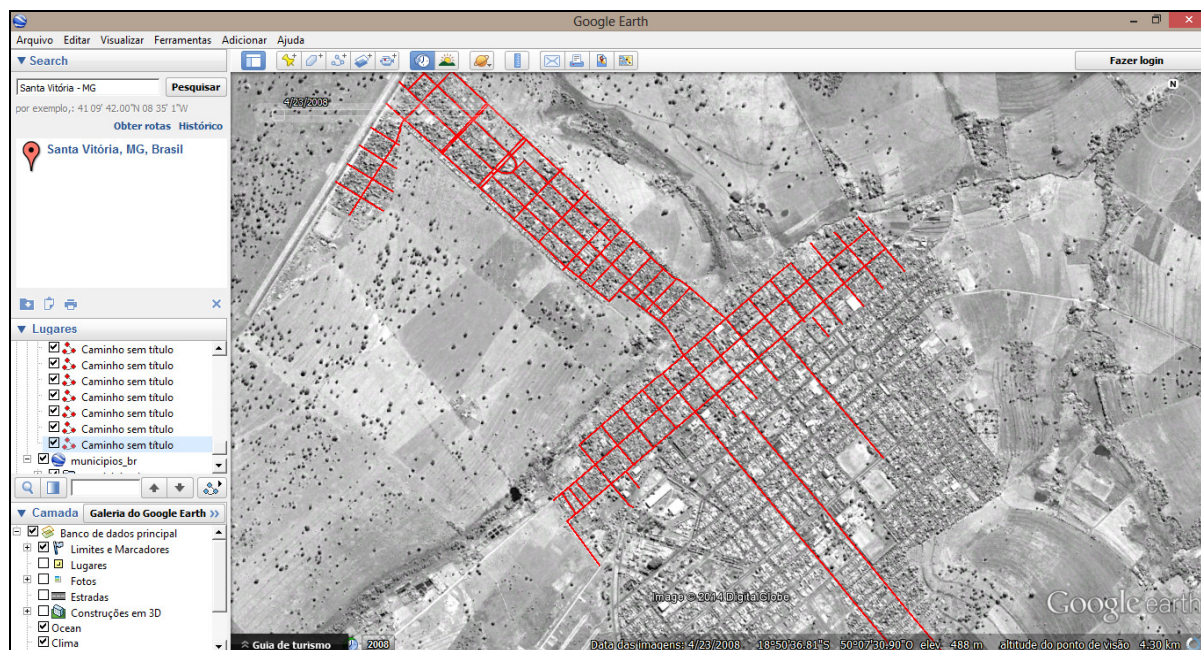 Google Earth
Arquivo Editar Visualizar Ferramentas Adicionar Ajuda
Search
Fazer login
Santa Vitória - MG
Pesquisar
por exemplo,: 41 09' 42.00"N 08 35' 1"W
Obter rotas Histórico
Santa Vitória, MG, Brasil
4/23/2008
N
Lugares
Caminho sem título
Caminho sem título
Caminho sem título
Caminho sem título
Caminho sem título
Caminho sem título
Caminho sem título
municipios_br
Camada
Galeria do Google Earth >>
Banco de dados principal
Limites e Marcadores
Lugares
Fotos
Estradas
Construções em 3D
Ocean
Clima
Image © 2014 DigitalGlobe
Google earth
Guia de turismo
2008
Data das imagens: 4/23/2008 18°50'36.81"S 50°07'30.90"O elev. 488 m altitude do ponto de visão 4.30 km